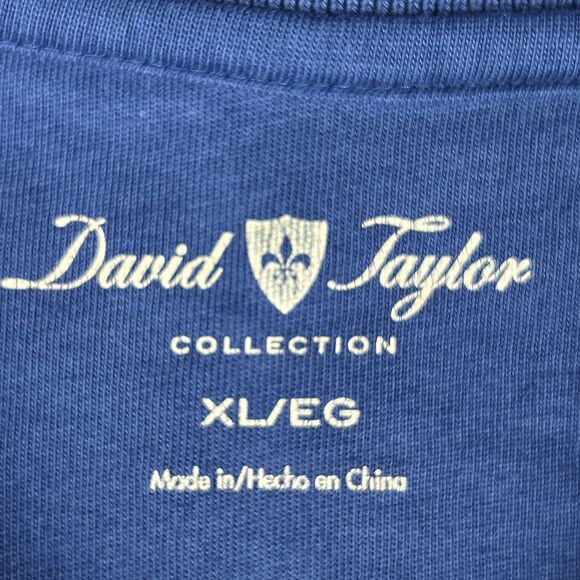 David Taylor
COLLECTION
XL/EG
Made in/Hecho en China